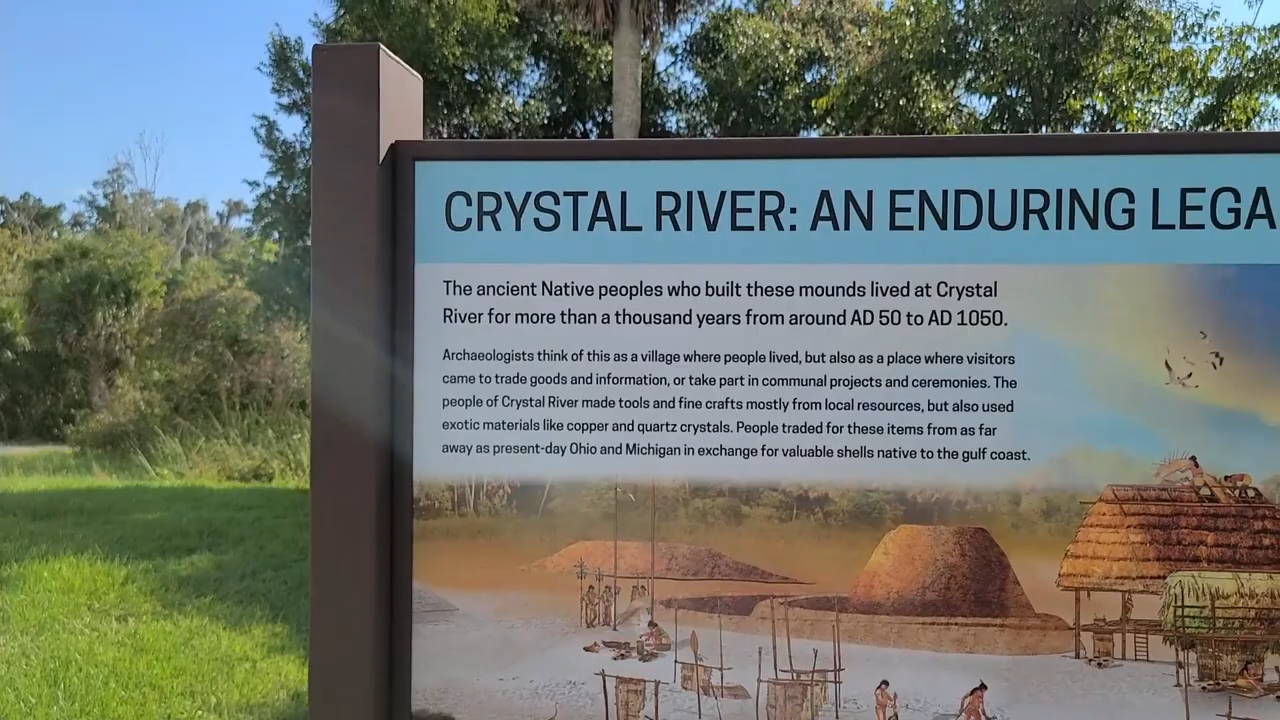 CRYSTAL RIVER: AN ENDURING LEGA
The ancient Native peoples who built these mounds lived at Crystal
River for more than a thousand years from around AD 50 to AD 1050.
Archaeologists think of this as a village where people lived, but also as a place where visitors
came to trade goods and information, or take part in communal projects and ceremonies. The
people of Crystal River made tools and fine crafts mostly from local resources, but also used
exotic materials like copper and quartz crystals. People traded for these items from as far
away as present-day Ohio and Michigan in exchange for valuable shells native to the gulf coast.